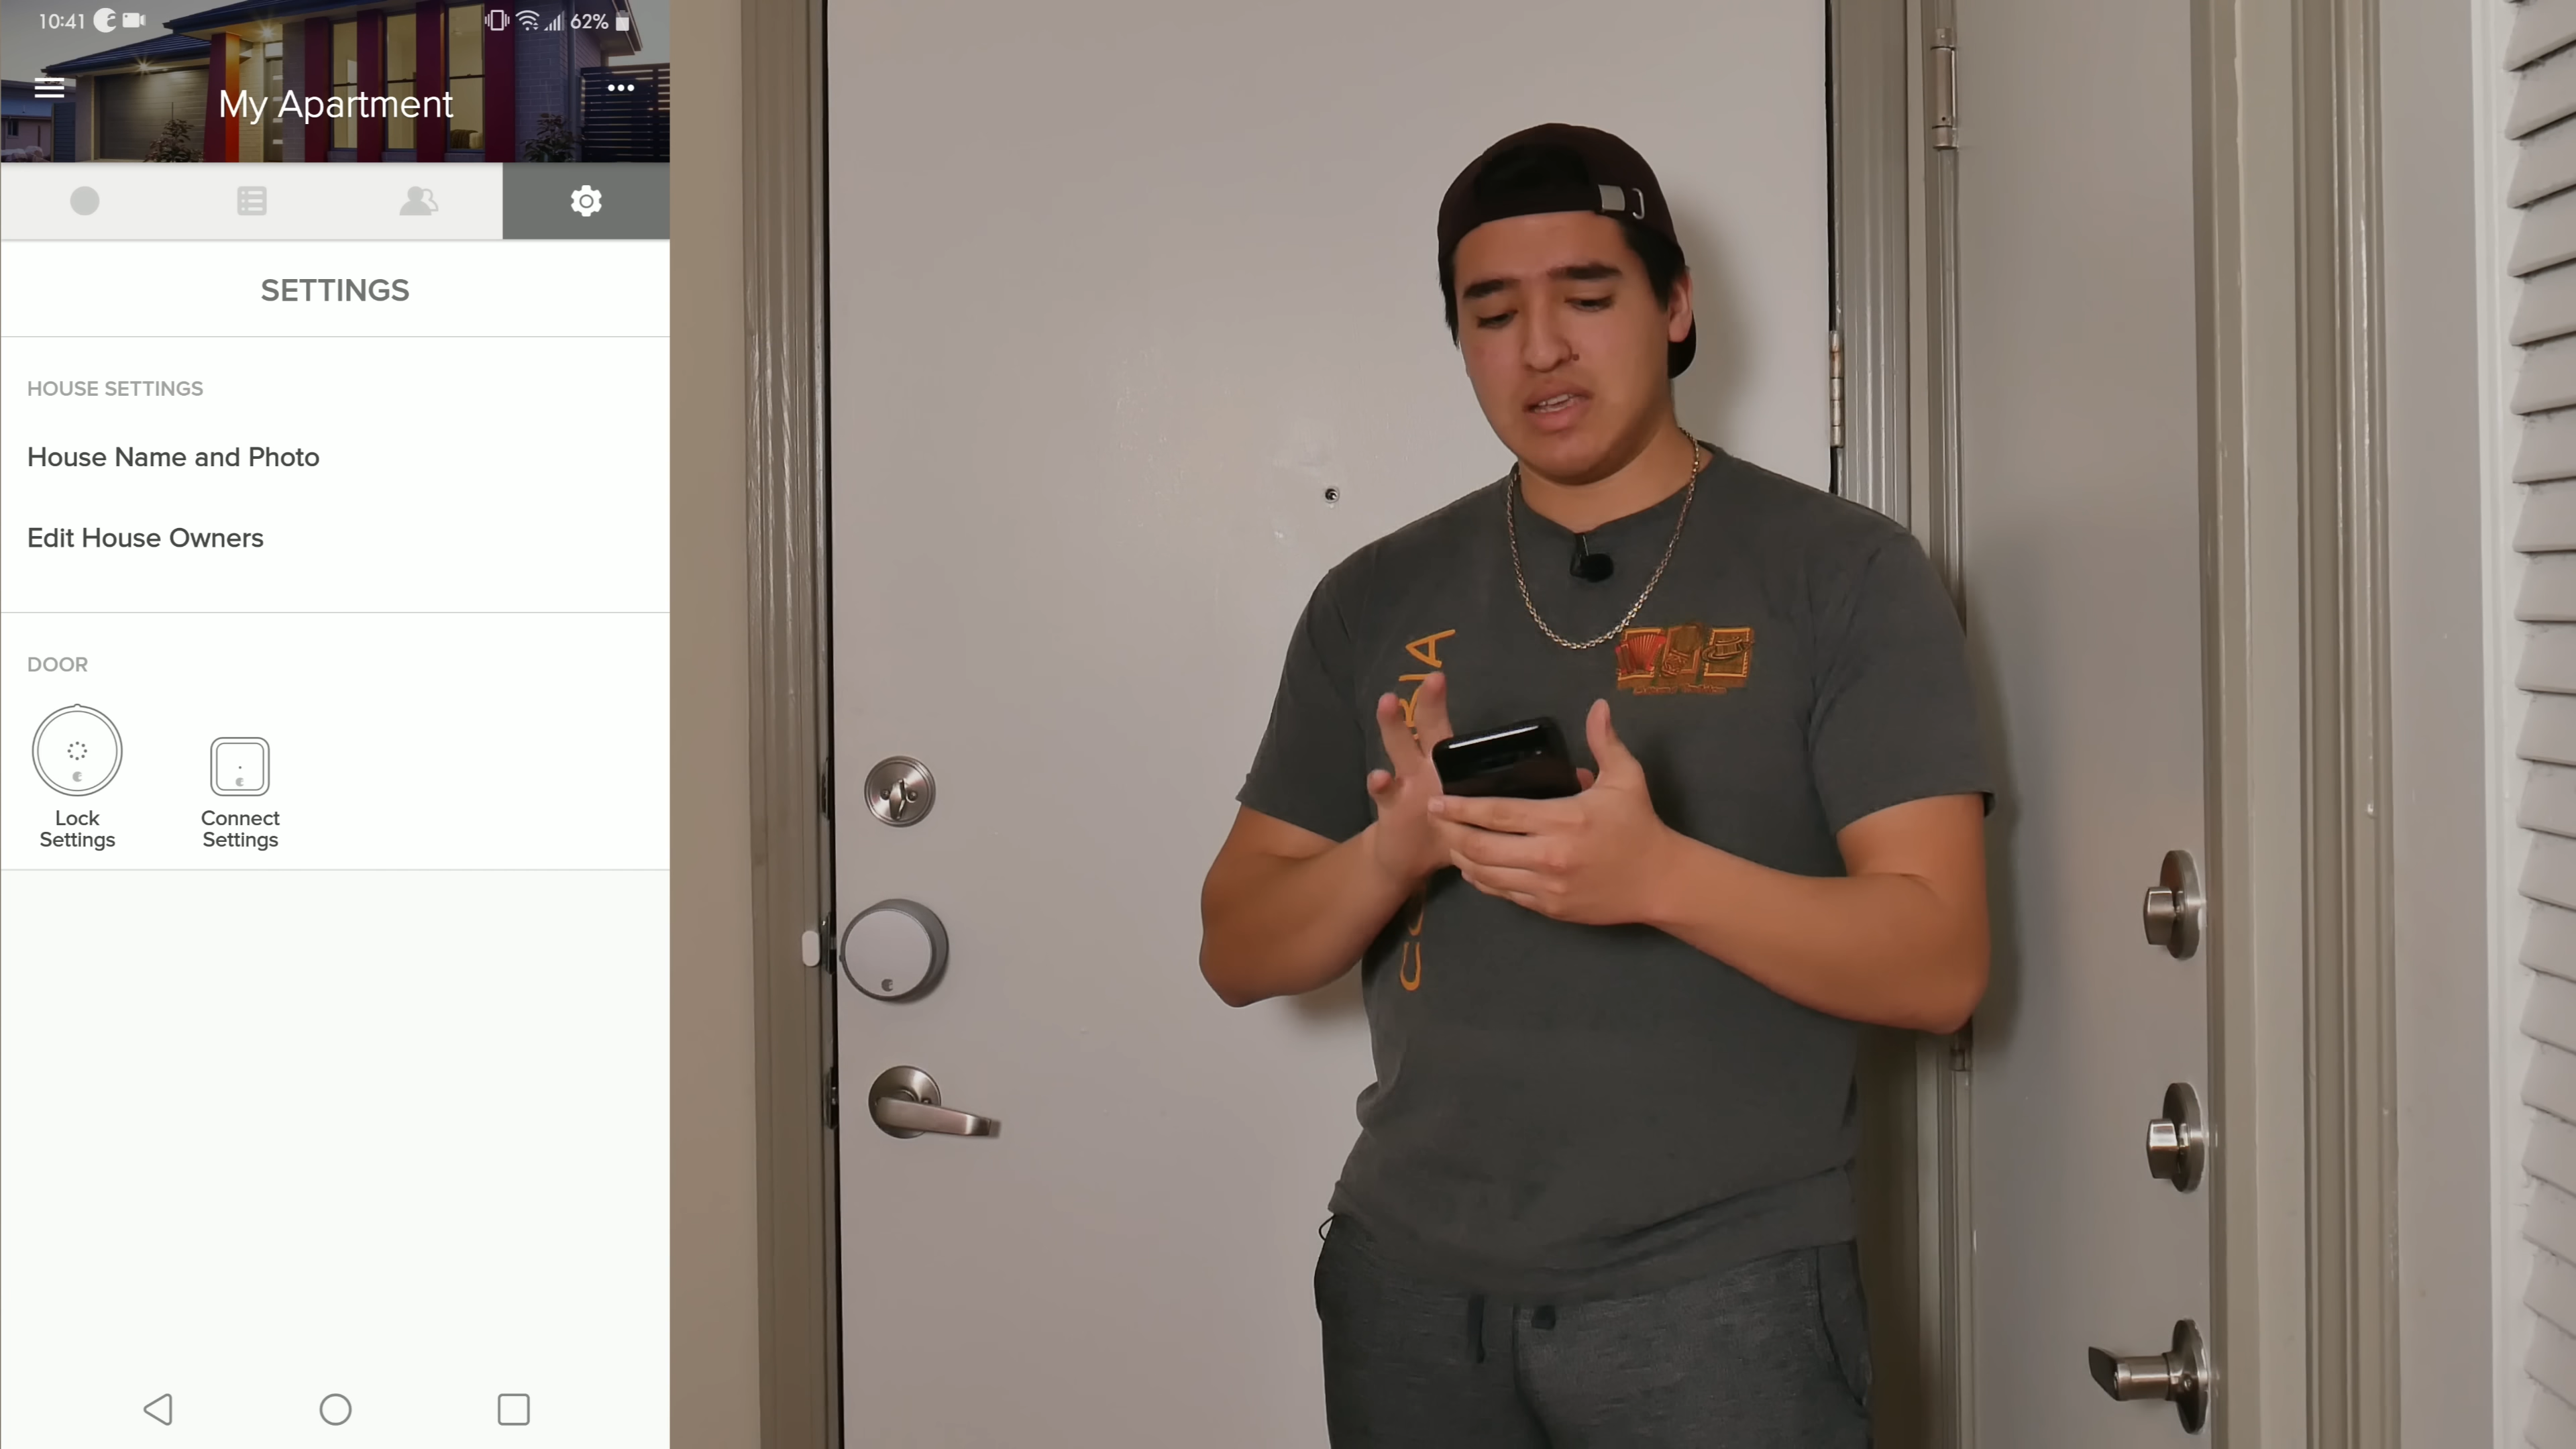 10:41
62%
My Apartment
SETTINGS
HOUSE SETTINGS
House Name and Photo
Edit House Owners
DOOR
Lock
Settings
Connect
Settings